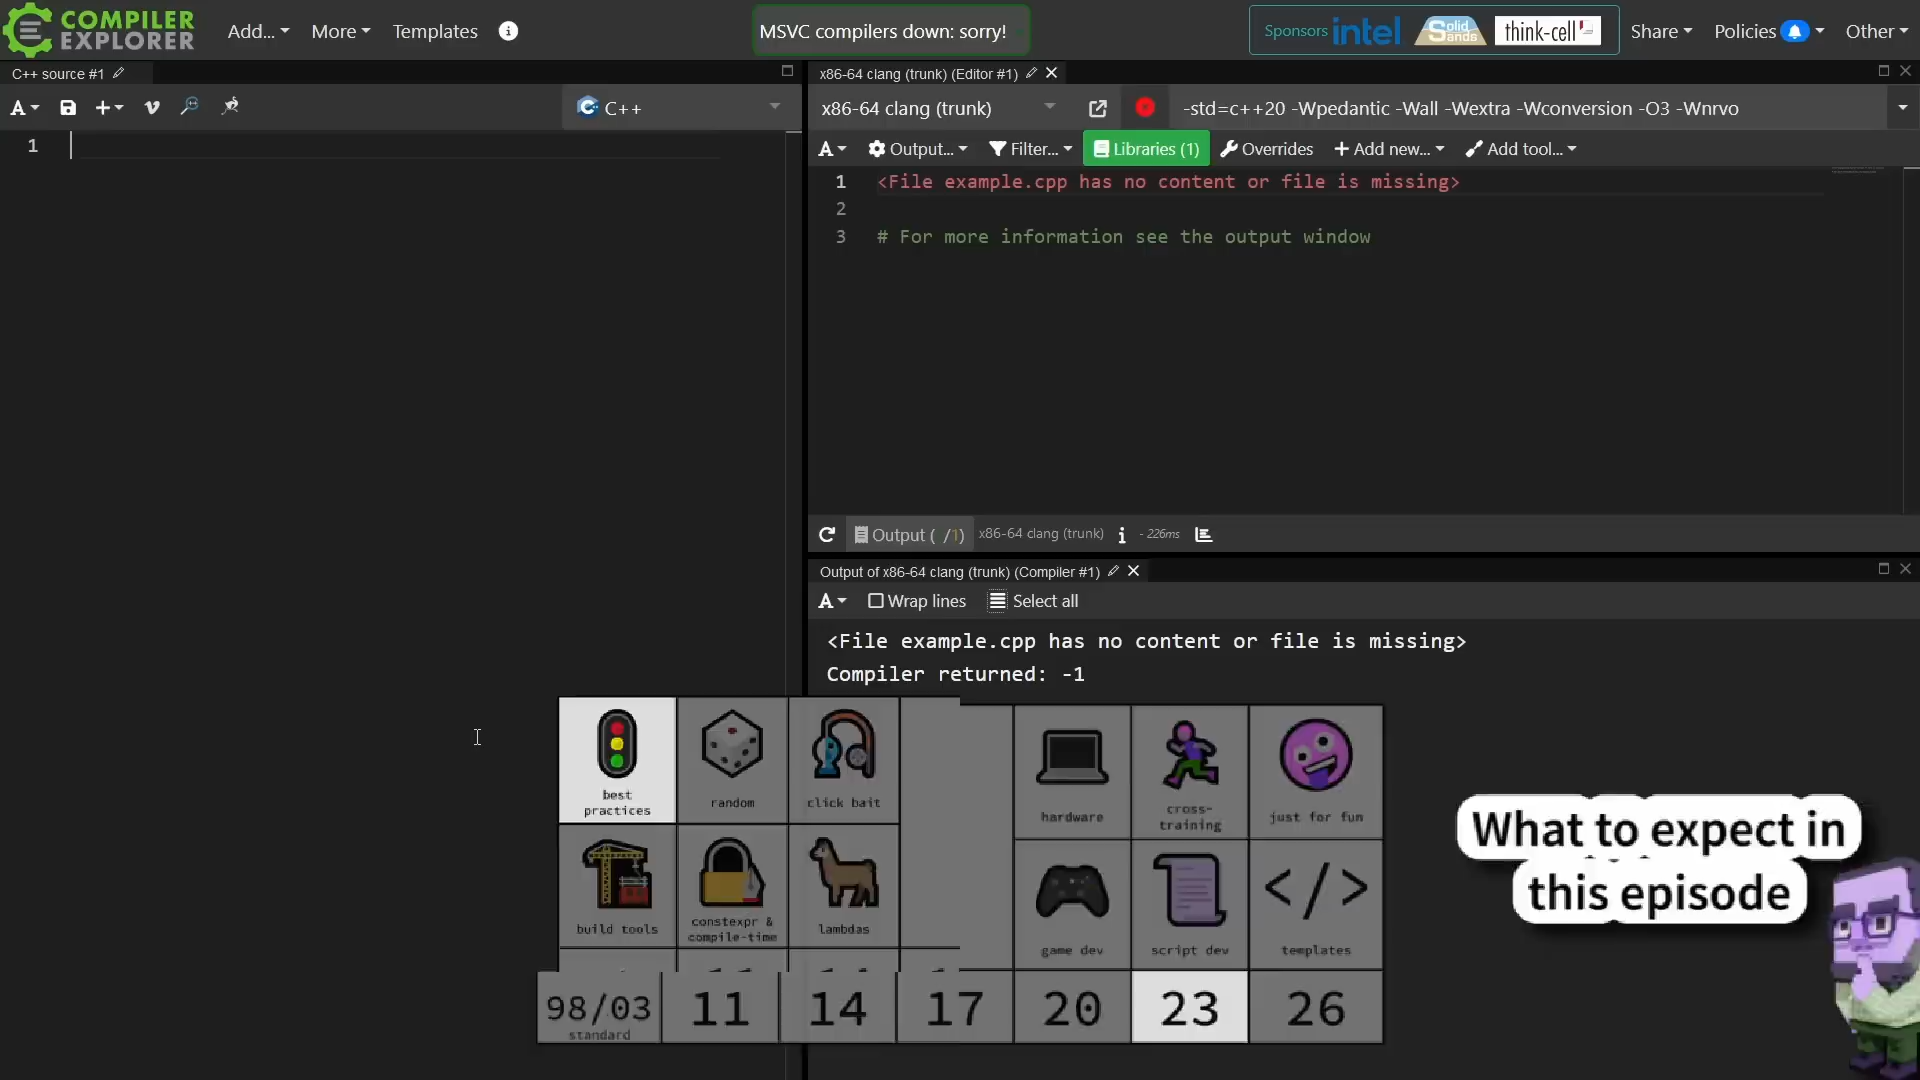 COMPILER
EXPLORER
Add...
More
Templates
MSVC compilers down: sorry!
Sponsors intel Solid Sands think-cell
Share
Policies
Other
C++ source #1
x86-64 clang (trunk) (Editor #1)
A
C++
x86-64 clang (trunk)
-std=c++20 -Wpedantic -Wall -Wextra -Wconversion -O3 -Wnrvo
A Output... Filter... Libraries (1) Overrides + Add new... Add tool...
1
1 <File example.cpp has no content or file is missing>
2
3 # For more information see the output window
Output ( /1) x86-64 clang (trunk) i - 226ms
Output of x86-64 clang (trunk) (Compiler #1)
A Wrap lines Select all
<File example.cpp has no content or file is missing>
Compiler returned: -1
best
practices
random
click bait
hardware
cross-
training
just for fun
build tools
constexpr &
compile-time
lambdas
game dev
script dev
</>
templates
98/03
standard
11
14
17
20
23
26
What to expect in
this episode